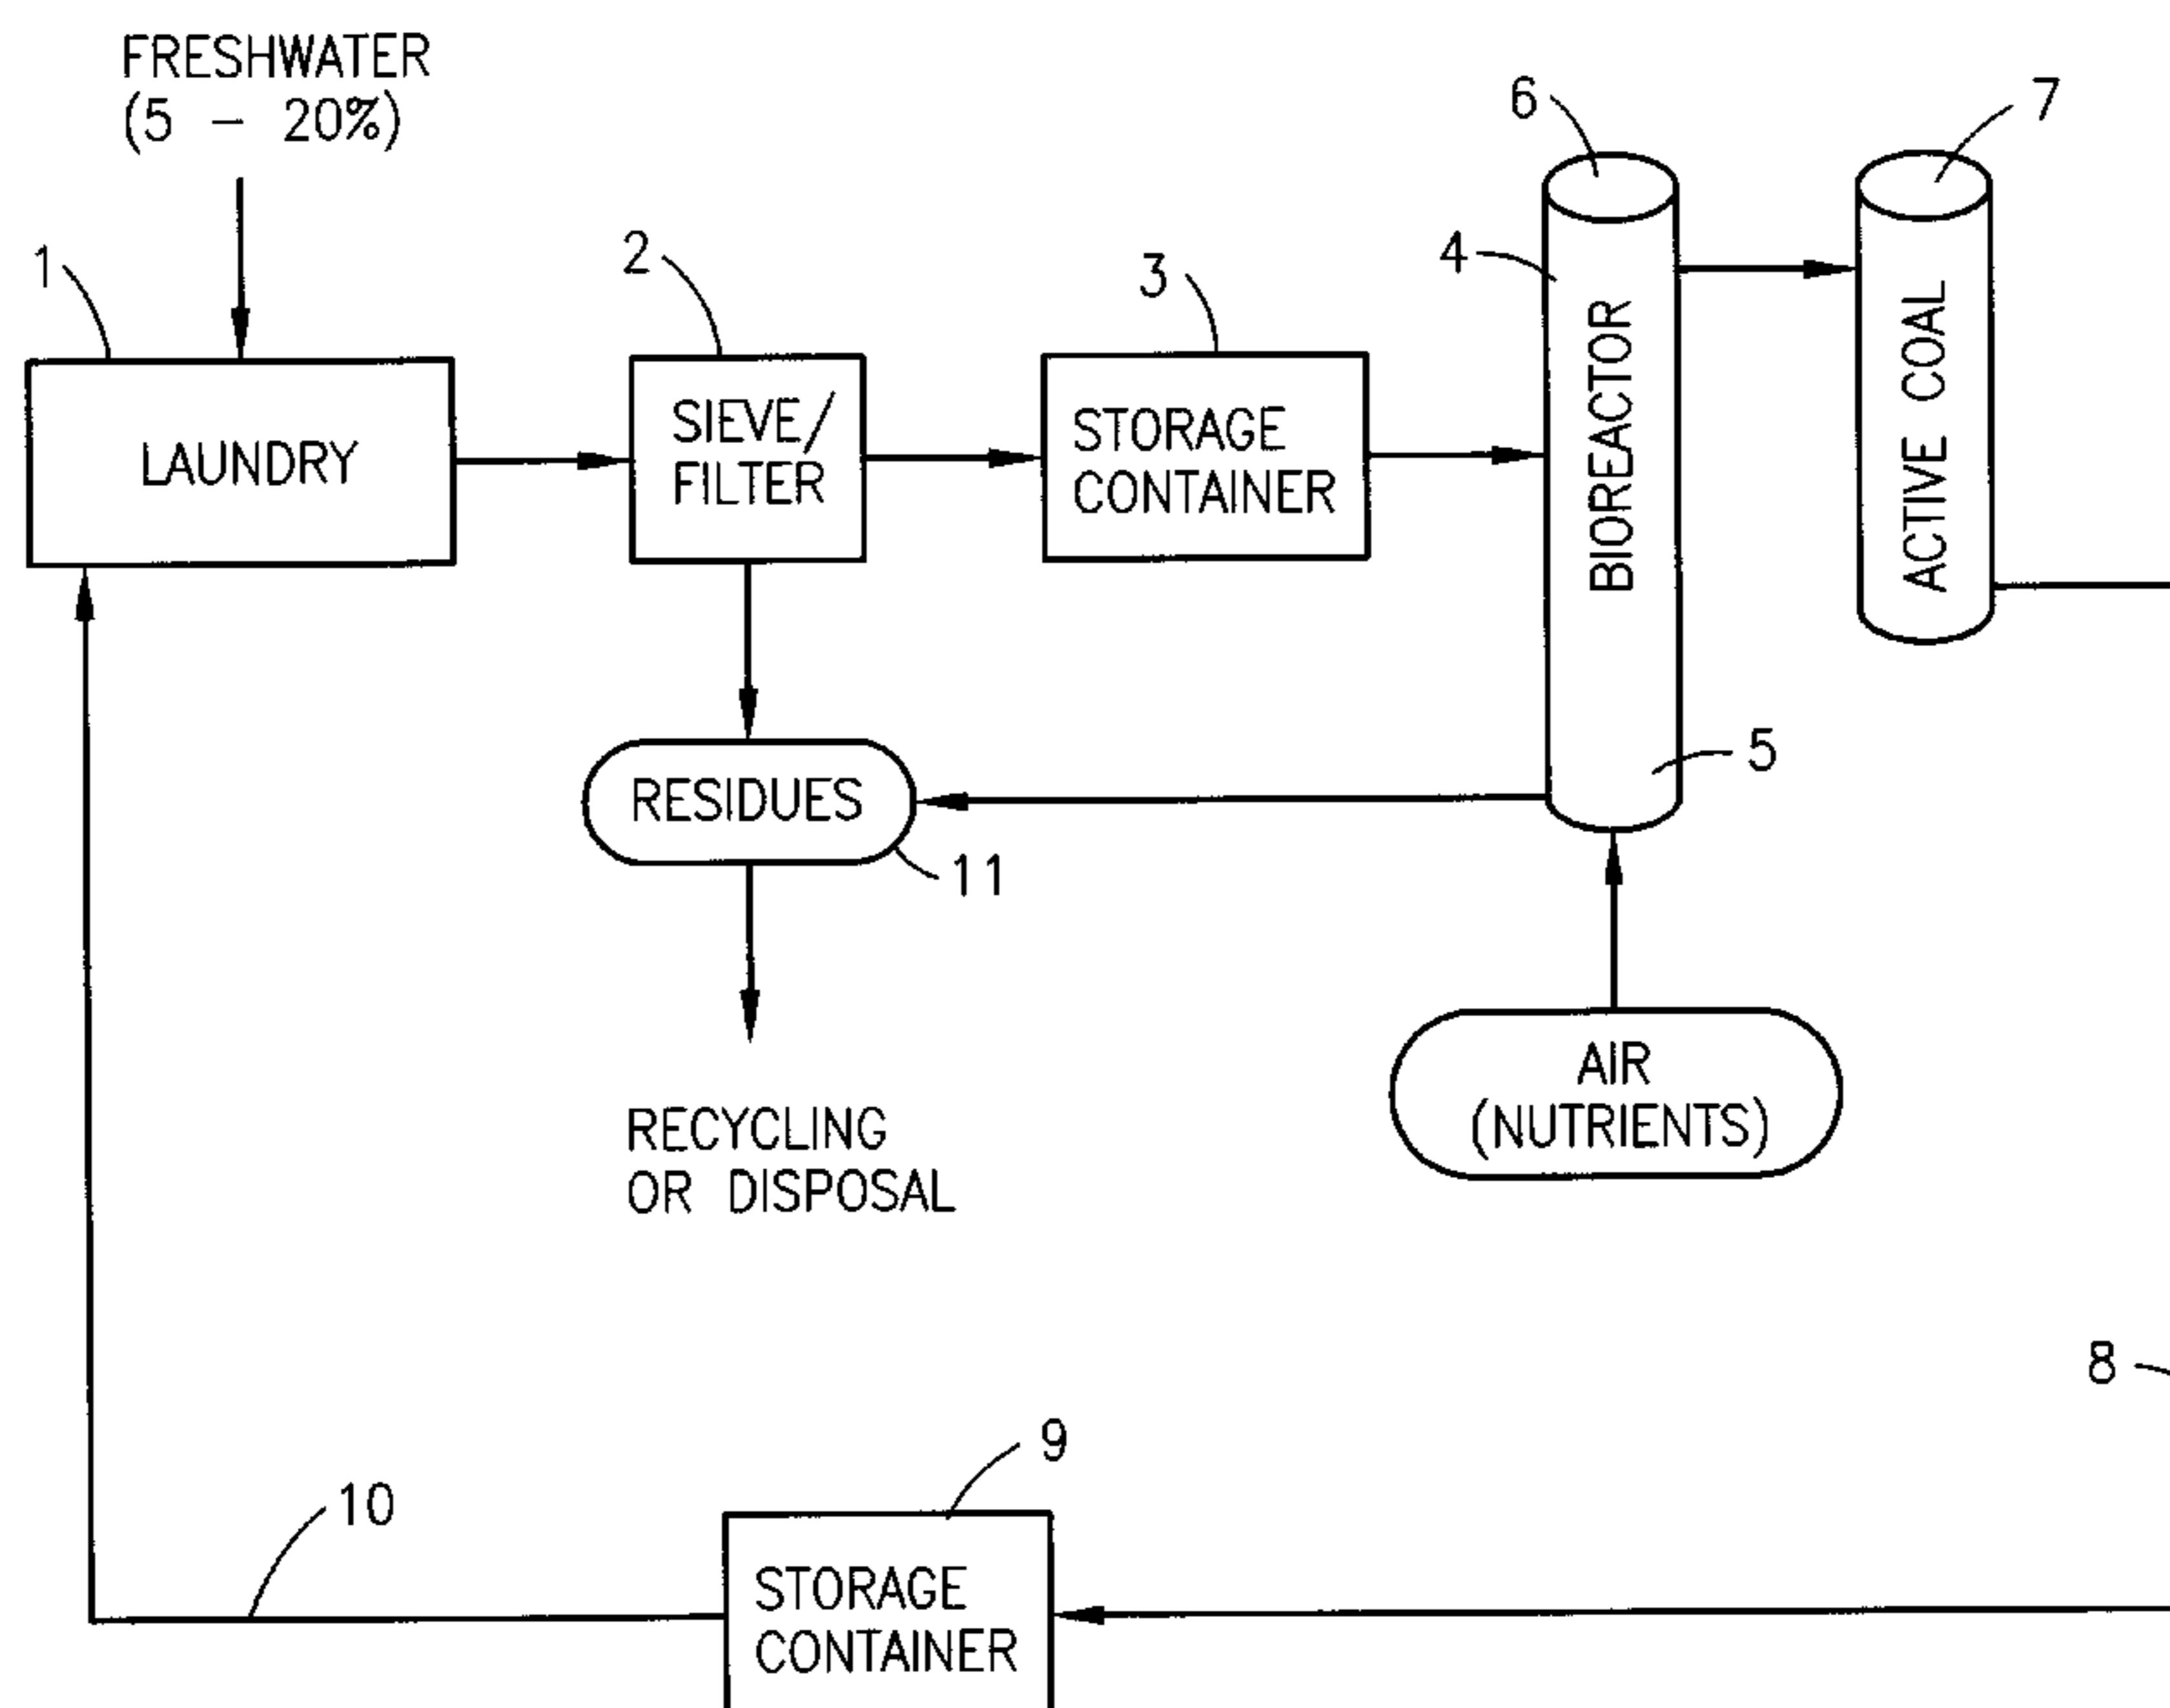 FRESHWATER
(5 - 20%)
6
7
1
2
3
4
LAUNDRY
SIEVE/
FILTER
STORAGE
CONTAINER
BIOREACTOR
ACTIVE COAL
5
RESIDUES
11
AIR
(NUTRIENTS)
RECYCLING
OR DISPOSAL
8
9
10
STORAGE
CONTAINER